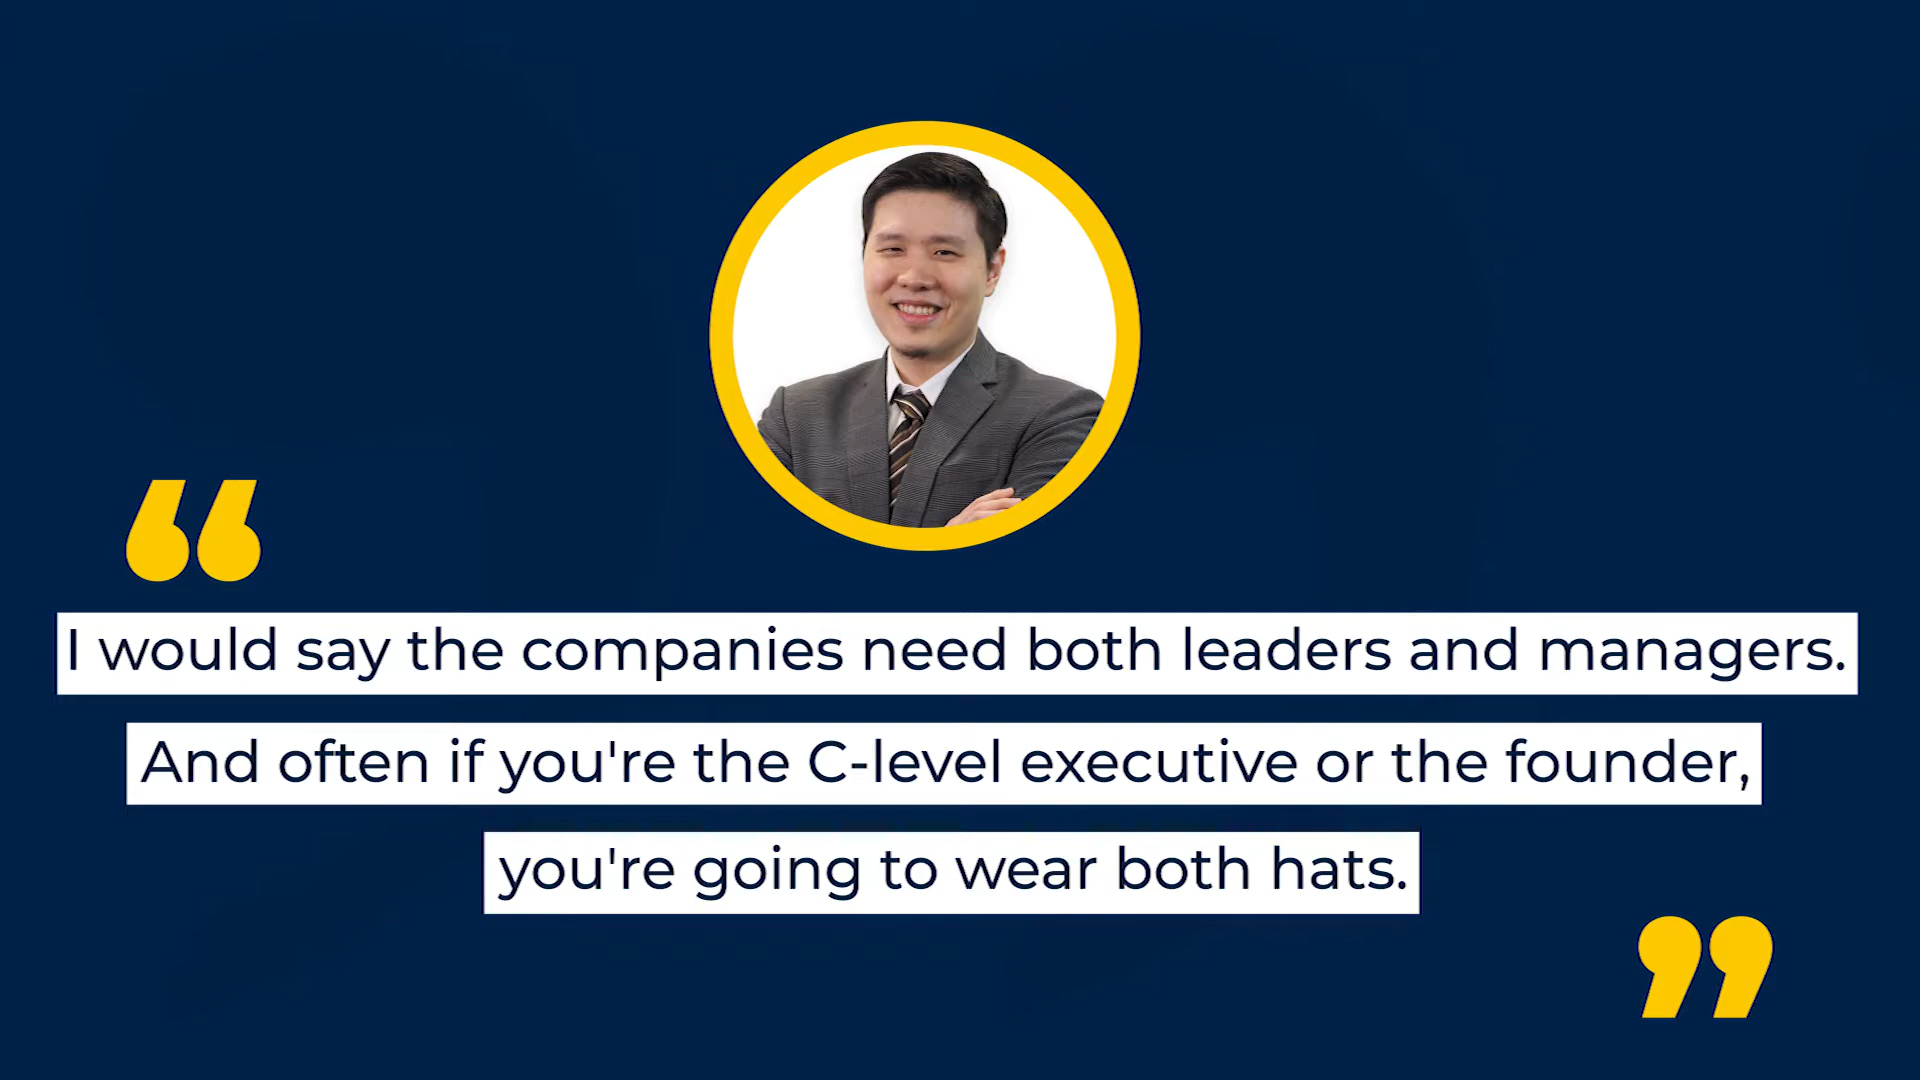 “
I would say the companies need both leaders and managers.
And often if you're the C-level executive or the founder,
you're going to wear both hats.
”